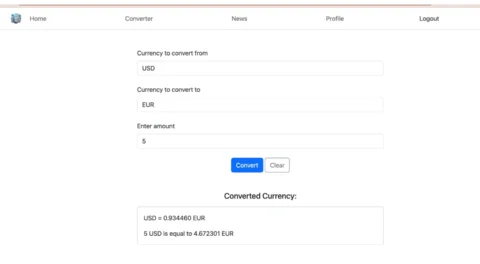 Home Converter News Profile Logout
Currency to convert from
USD
Currency to convert to
EUR
Enter amount
5
Convert Clear
Converted Currency:
USD = 0.934460 EUR
5 USD is equal to 4.672301 EUR